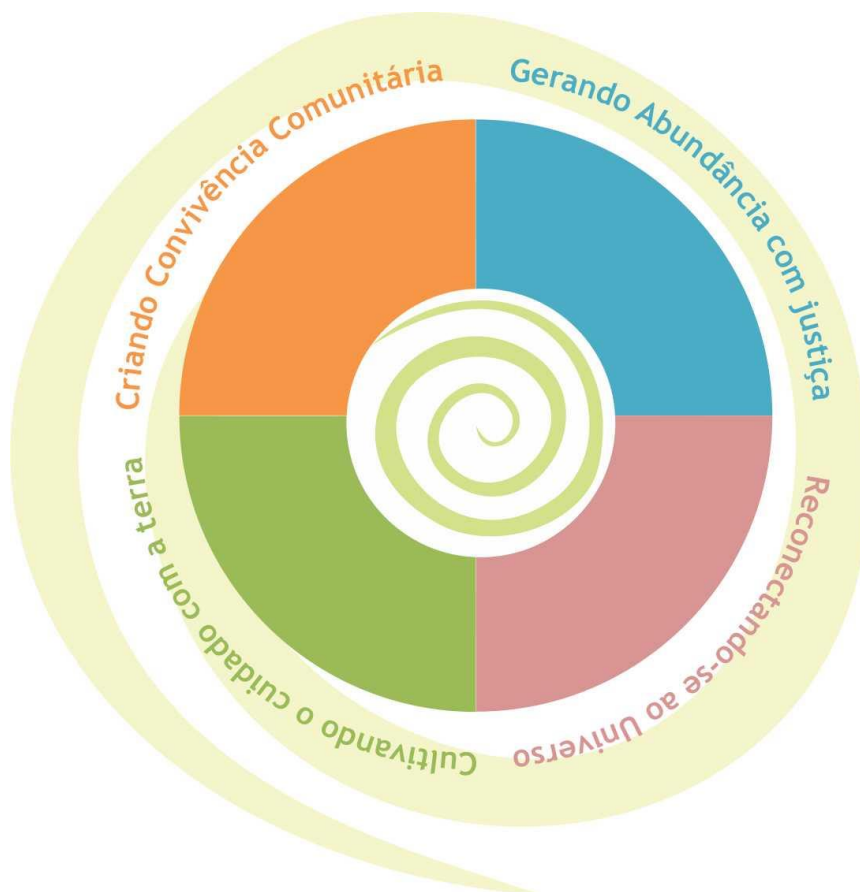 Criando Convivência Comunitária
Gerando Abundância com justiça
Reconectando-se ao Universo
Cultivando o cuidado com a terra